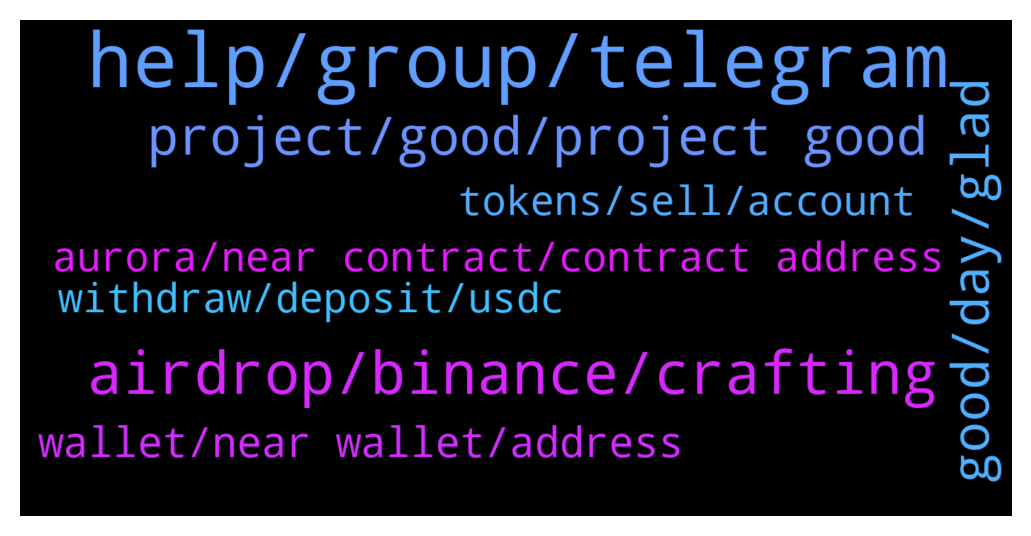 help/group/telegram
project/good/project good
good/day/glad
tokens/sell/account
aurora/near contract/contract address
withdraw/deposit/usdc
airdrop/binance/crafting
wallet/near wallet/address